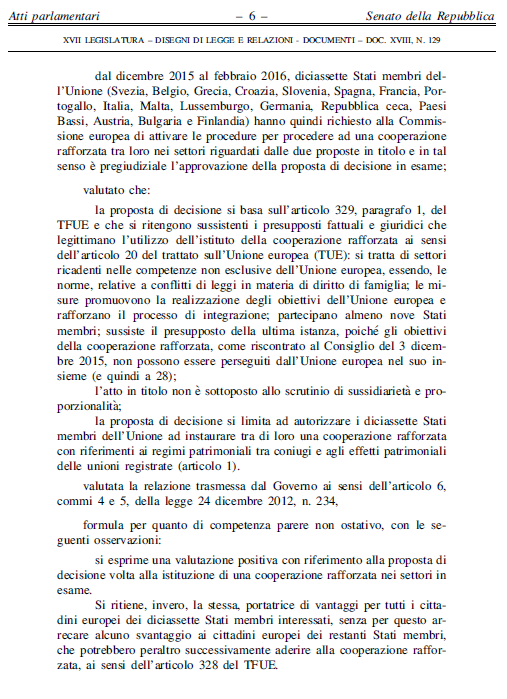 Atti parlamentari – 6 – Senato della Repubblica
XVII LEGISLATURA – DISEGNI DI LEGGE E RELAZIONI - DOCUMENTI – DOC. XVIII, N. 129
dal dicembre 2015 al febbraio 2016, diciassette Stati membri del-
l'Unione (Svezia, Belgio, Grecia, Croazia, Slovenia, Spagna, Francia, Por-
togallo, Italia, Malta, Lussemburgo, Germania, Repubblica ceca, Paesi
Bassi, Austria, Bulgaria e Finlandia) hanno quindi richiesto alla Commis-
sione europea di attivare le procedure per procedere ad una cooperazione
rafforzata tra loro nei settori riguardati dalle due proposte in titolo e in tal
senso è pregiudiziale l'approvazione della proposta di decisione in esame;
valutato che:
la proposta di decisione si basa sull'articolo 329, paragrafo 1, del
TFUE e che si ritengono sussistenti i presupposti fattuali e giuridici che
legittimano l'utilizzo dell'istituto della cooperazione rafforzata ai sensi
dell'articolo 20 del trattato sull'Unione europea (TUE): si tratta di settori
ricadenti nelle competenze non esclusive dell'Unione europea, essendo, le
norme, relative a conflitti di leggi in materia di diritto di famiglia; le mi-
sure promuovono la realizzazione degli obiettivi dell'Unione europea e
rafforzano il processo di integrazione; partecipano almeno nove Stati
membri; sussiste il presupposto della ultima istanza, poiché gli obiettivi
della cooperazione rafforzata, come riscontrato al Consiglio del 3 dicem-
bre 2015, non possono essere perseguiti dall'Unione europea nel suo in-
sieme (e quindi a 28);
l'atto in titolo non è sottoposto allo scrutinio di sussidiarietà e pro-
porzionalità;
la proposta di decisione si limita ad autorizzare i diciassette Stati
membri dell'Unione ad instaurare tra di loro una cooperazione rafforzata
con riferimenti ai regimi patrimoniali tra coniugi e agli effetti patrimoniali
delle unioni registrate (articolo 1).
valutata la relazione trasmessa dal Governo ai sensi dell'articolo 6,
commi 4 e 5, della legge 24 dicembre 2012, n. 234,
formula per quanto di competenza parere non ostativo, con le se-
guenti osservazioni:
si esprime una valutazione positiva con riferimento alla proposta di
decisione volta alla istituzione di una cooperazione rafforzata nei settori in
esame.
Si ritiene, invero, la stessa, portatrice di vantaggi per tutti i citta-
dini europei dei diciassette Stati membri interessati, senza per questo ar-
recare alcuno svantaggio ai cittadini europei dei restanti Stati membri,
che potrebbero peraltro successivamente aderire alla cooperazione raffor-
zata, ai sensi dell'articolo 328 del TFUE.